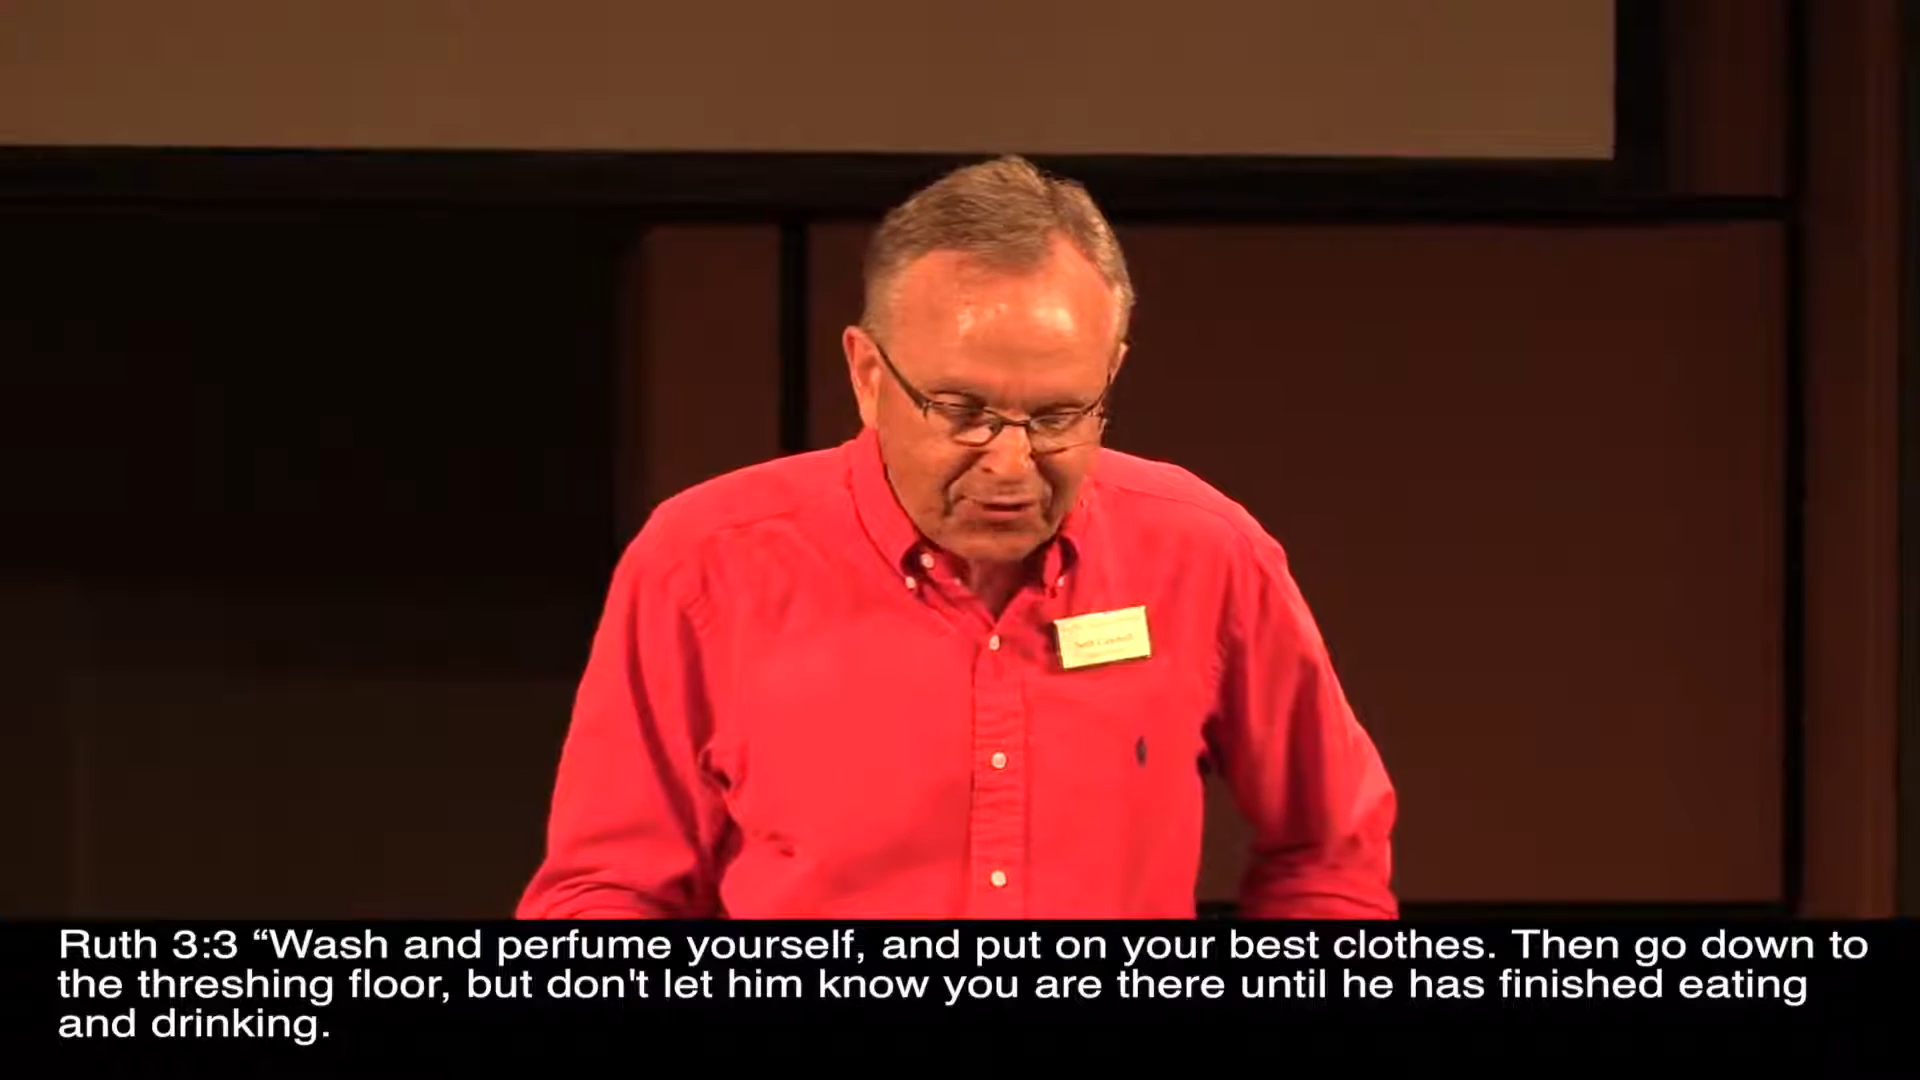 Ruth 3:3 “Wash and perfume yourself, and put on your best clothes. Then go down to
the threshing floor, but don't let him know you are there until he has finished eating
and drinking.